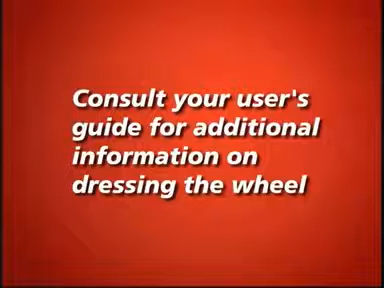 Consult your user's
guide for additional
information on
dressing the wheel